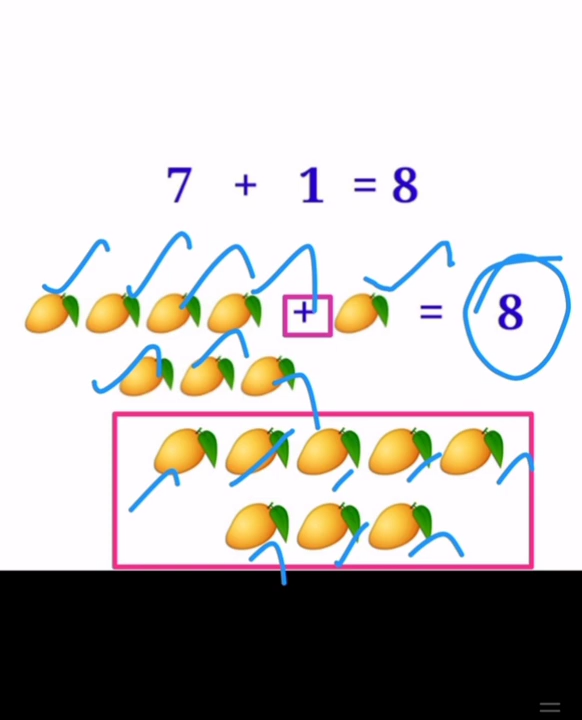 7 + 1 = 8
+ = 8